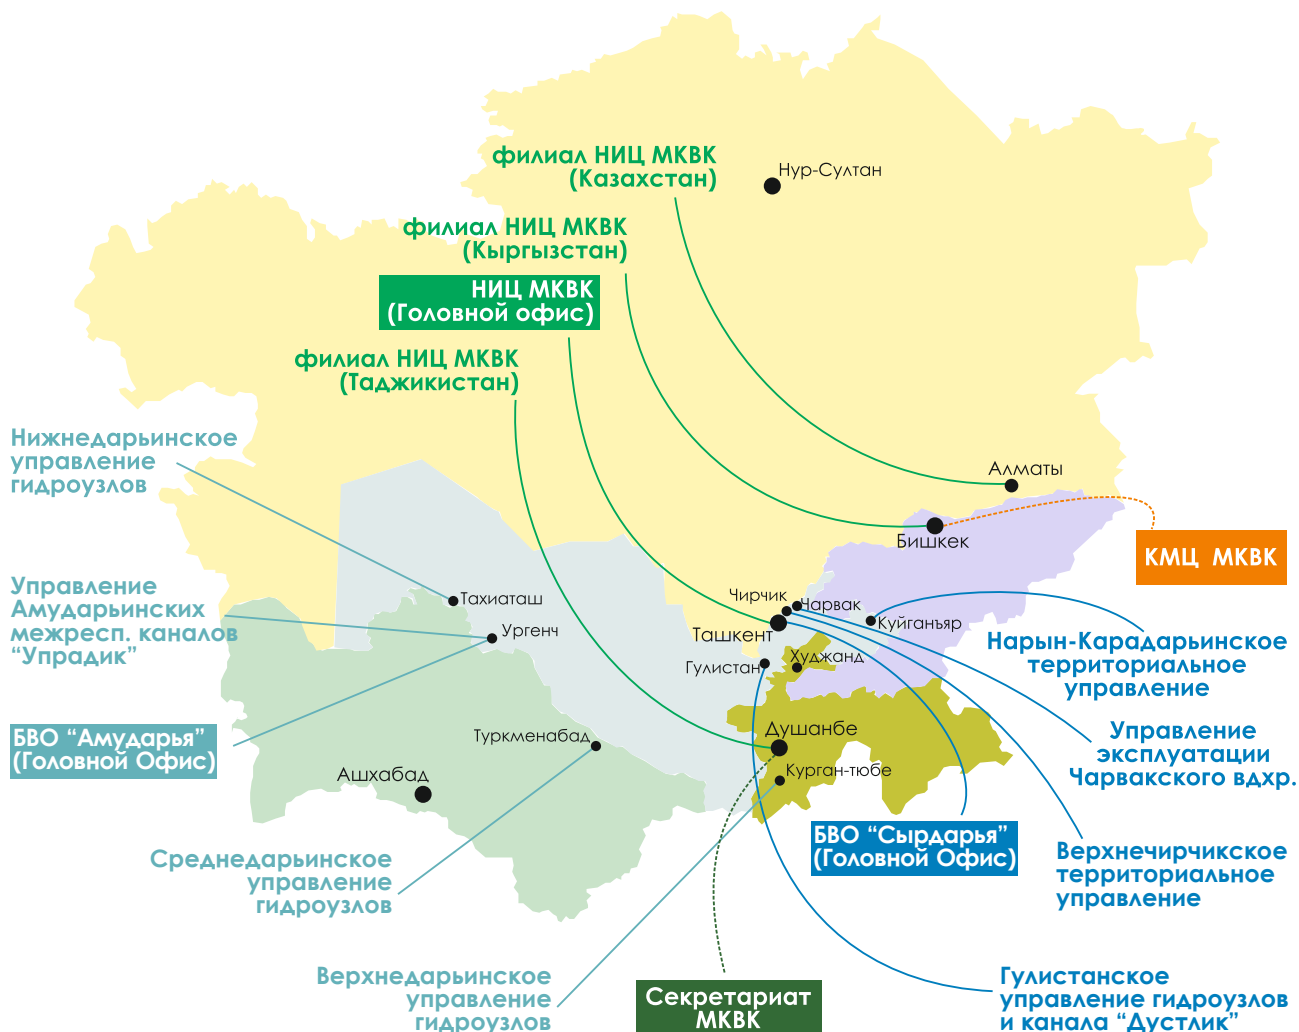 филиал НИЦ МКВК
(Казахстан)
Нур-Султан
филиал НИЦ МКВК
(Кыргызстан)
НИЦ МКВК
(Головной офис)
филиал НИЦ МКВК
(Таджикистан)
Нижнедарьинское
управление
гидроузлов
Алматы
Бишкек
КМЦ МКВК
Управление
Амударьинских
межресп. каналов
“Упрадик”
Тахиаташ
Ургенч
Чирчик
Чарвак
Ташкент
Куйганъяр
Гулистан
Худжанд
Нарын-Карадарьинское
территориальное
управление
БВО “Амударья”
(Головной Офис)
Туркменабад
Ашхабад
Душанбе
Курган-тюбе
Управление
эксплуатации
Чарвакского вдхр.
БВО “Сырдарья”
(Головной Офис)
Среднедарьинское
управление
гидроузлов
Верхнечирчикское
территориальное
управление
Верхнедарьинское
управление
гидроузлов
Секретариат
МКВК
Гулистанское
управление гидроузлов
и канала “Дустлик”